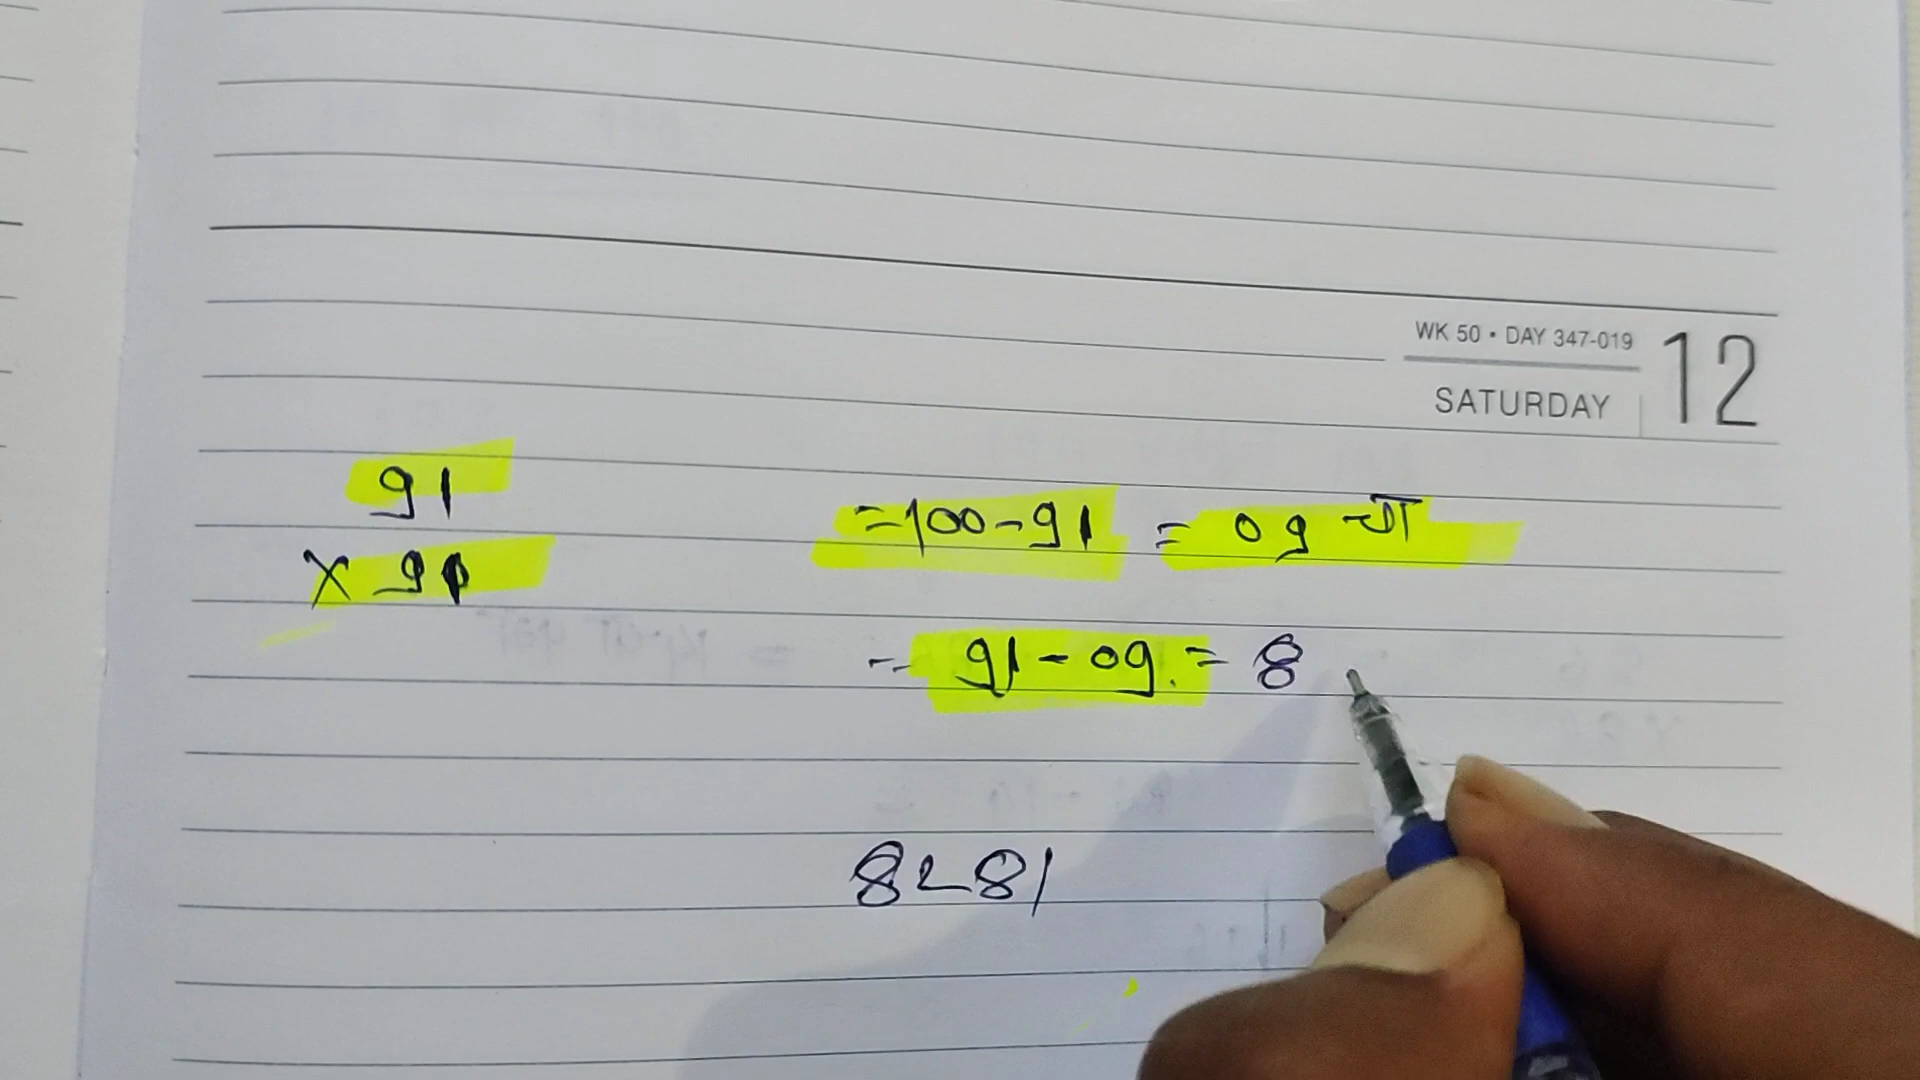 WK 50 • DAY 347-019
SATURDAY
12
91
× 91
=100-91 = 09 का
= 91 - 09. = 8
8281